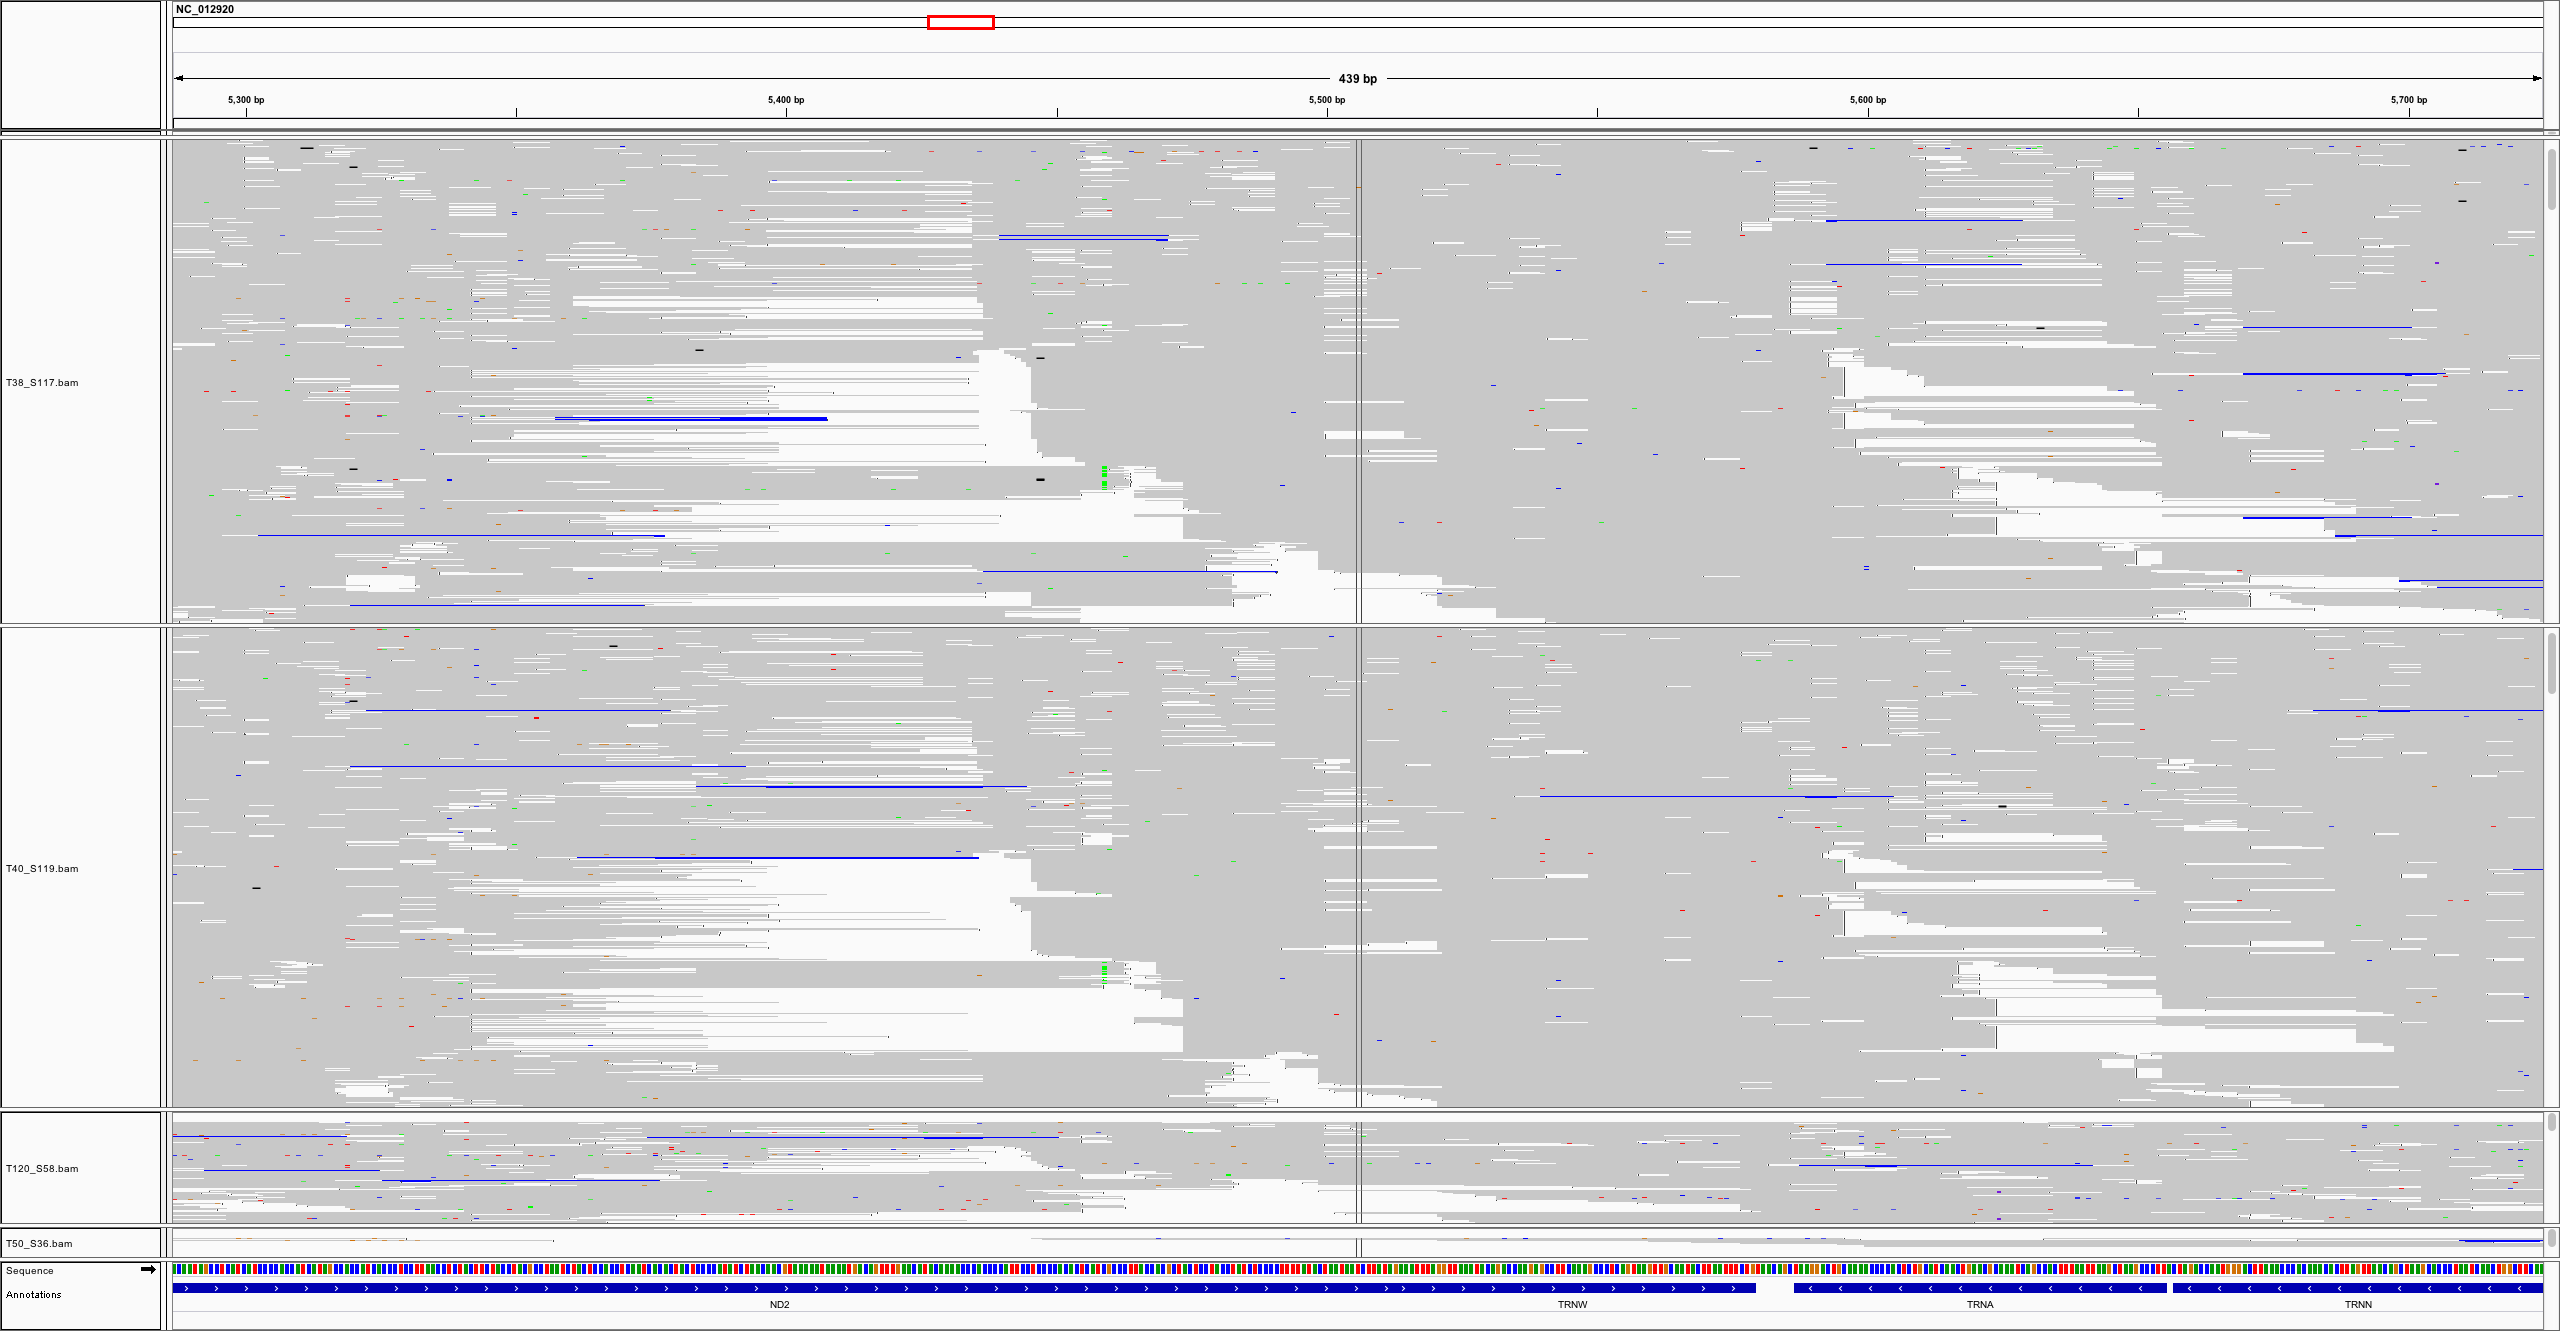 NC_012920
439 bp
5,300 bp 5,400 bp 5,500 bp 5,600 bp 5,700 bp
T38_S117.bam
T40_S119.bam
T120_S58.bam
T50_S36.bam
Sequence
Annotations
ND2 TRNW TRNA TRNN